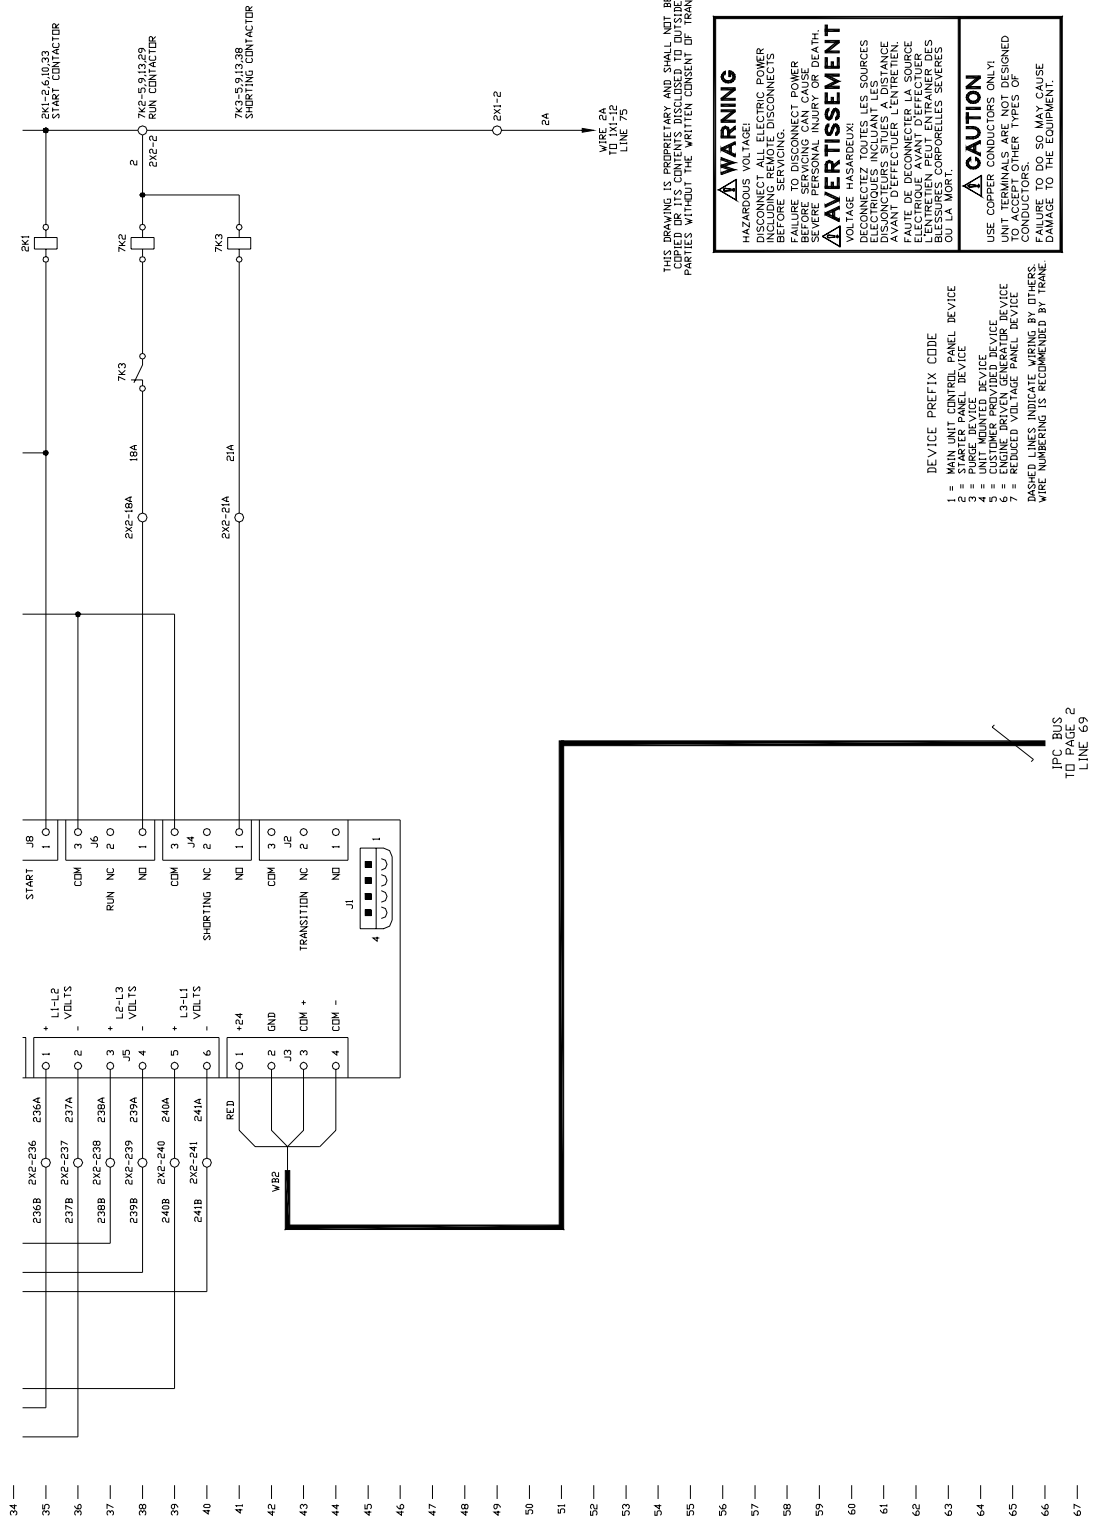 34
35
36
37
38
39
40
41
42
43
44
45
46
47
48
49
50
51
52
53
54
55
56
57
58
59
60
61
62
63
64
65
66
67
236B 2X2-236 236A
237B 2X2-237 237A
238B 2X2-238 238A
239B 2X2-239 239A
240B 2X2-240 240A
241B 2X2-241 241A
WB2
RED
1 +
L1-L2
VOLTS
2 -
3 +
J5
L2-L3
VOLTS
4 -
5 +
L3-L1
VOLTS
6 -
1 +24
2 GND
J3
3 COM +
4 COM -
START 1
J8
COM 3
J6
RUN NC 2
NO 1
COM 3
J4
SHORTING NC 2
NO 1
COM 3
J2
TRANSITION NC 2
NO 1
J1
4 1
2X2-18A 18A 7K3
2X2-21A 21A
2K1
7K2
7K3
2
2X2-2
2K1-2,6,10,33
START CONTACTOR
7K2-5,9,13,29
RUN CONTACTOR
7K3-5,9,13,38
SHORTING CONTACTOR
2X1-2
2A
WIRE 2A
TO 1X1-12
LINE 75
IPC BUS
TO PAGE 2
LINE 69
THIS DRAWING IS PROPRIETARY AND SHALL NOT BE
COPIED OR ITS CONTENTS DISCLOSED TO OUTSIDE
PARTIES WITHOUT THE WRITTEN CONSENT OF TRAN
WARNING
HAZARDOUS VOLTAGE!
DISCONNECT ALL ELECTRIC POWER
INCLUDING REMOTE DISCONNECTS
BEFORE SERVICING.
FAILURE TO DISCONNECT POWER
BEFORE SERVICING CAN CAUSE
SEVERE PERSONAL INJURY OR DEATH.
AVERTISSEMENT
VOLTAGE HASARDEUX!
DECONNECTEZ TOUTES LES SOURCES
ELECTRIQUES INCLUANT LES
DISJONCTEURS SITUES A DISTANCE
AVANT D'EFFECTUER L'ENTRETIEN.
FAUTE DE DECONNECTER LA SOURCE
ELECTRIQUE AVANT D'EFFECTUER
L'ENTRETIEN PEUT ENTRAINER DES
BLESSURES CORPORELLES SEVERES
OU LA MORT.
CAUTION
USE COPPER CONDUCTORS ONLY!
UNIT TERMINALS ARE NOT DESIGNED
TO ACCEPT OTHER TYPES OF
CONDUCTORS.
FAILURE TO DO SO MAY CAUSE
DAMAGE TO THE EQUIPMENT.
DEVICE PREFIX CODE
1 = MAIN UNIT CONTROL PANEL DEVICE
2 = STARTER PANEL DEVICE
3 = PURGE DEVICE
4 = UNIT MOUNTED DEVICE
5 = CUSTOMER PROVIDED DEVICE
6 = ENGINE DRIVEN GENERATOR DEVICE
7 = REDUCED VOLTAGE PANEL DEVICE
DASHED LINES INDICATE WIRING BY OTHERS.
WIRE NUMBERING IS RECOMMENDED BY TRANE.